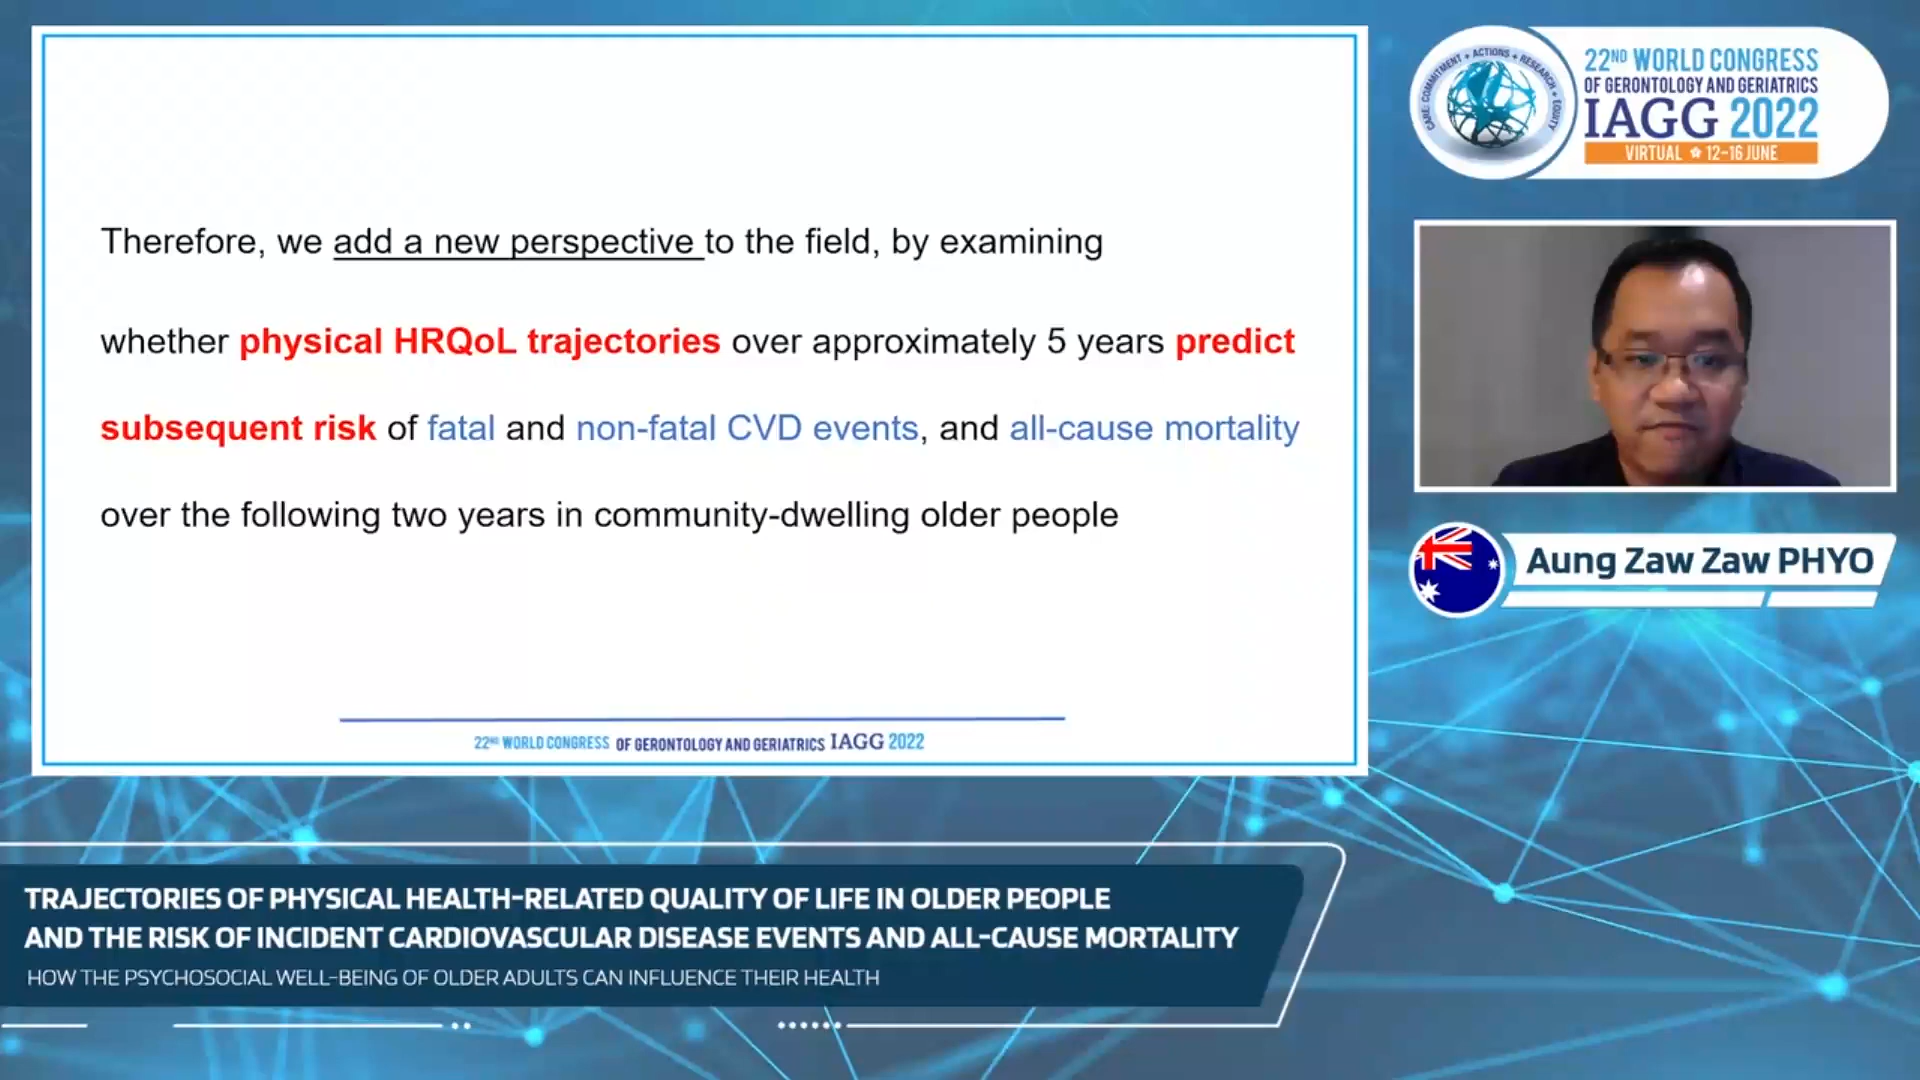 Therefore, we add a new perspective to the field, by examining
whether physical HRQoL trajectories over approximately 5 years predict
subsequent risk of fatal and non-fatal CVD events, and all-cause mortality
over the following two years in community-dwelling older people
22ND WORLD CONGRESS OF GERONTOLOGY AND GERIATRICS IAGG 2022
CARE: COMMITMENT + ACTIONS + RESEARCH + EQUITY
22ND WORLD CONGRESS
OF GERONTOLOGY AND GERIATRICS
IAGG 2022
VIRTUAL 12-16 JUNE
Aung Zaw Zaw PHYO
TRAJECTORIES OF PHYSICAL HEALTH-RELATED QUALITY OF LIFE IN OLDER PEOPLE
AND THE RISK OF INCIDENT CARDIOVASCULAR DISEASE EVENTS AND ALL-CAUSE MORTALITY
HOW THE PSYCHOSOCIAL WELL-BEING OF OLDER ADULTS CAN INFLUENCE THEIR HEALTH